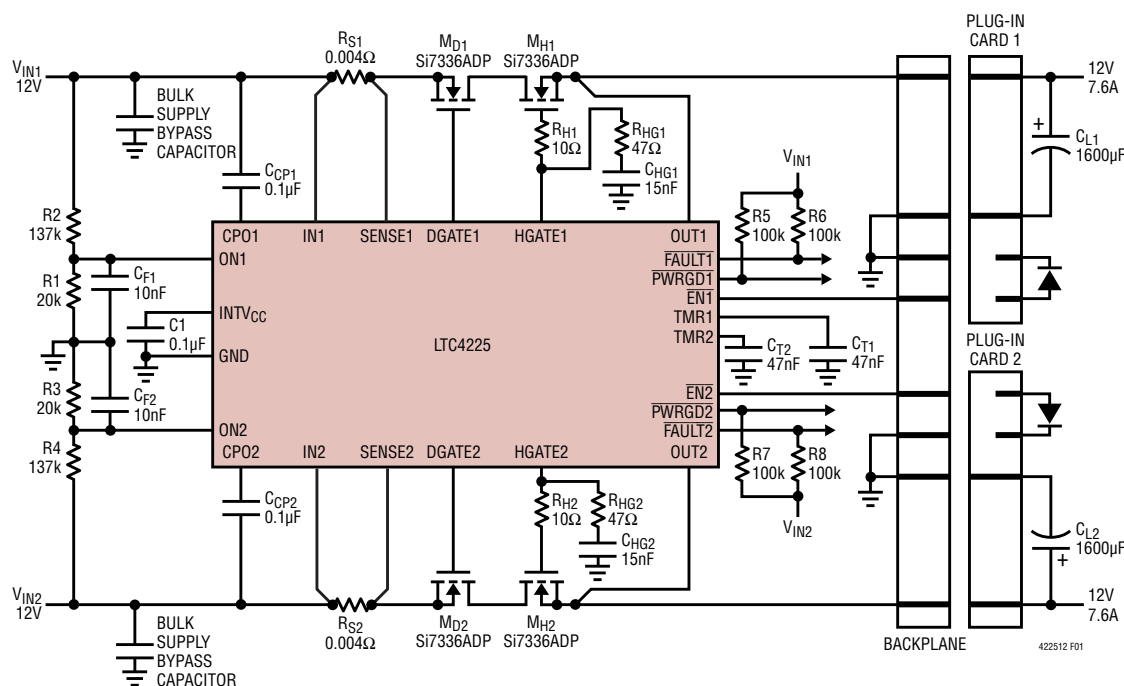 PLUG-IN
CARD 1
RS1
0.004Ω
MD1
Si7336ADP
MH1
Si7336ADP
VIN1
12V
12V
7.6A
BULK
SUPPLY
BYPASS
CAPACITOR
RH1
10Ω
RHG1
47Ω
CHG1
15nF
+
CL1
1600µF
CCP1
0.1µF
VIN1
R2
137k
R5
100k
R6
100k
CPO1
IN1
SENSE1
DGATE1
HGATE1
OUT1
ON1
FAULT1
PWRGD1
EN1
TMR1
TMR2
R1
20k
CF1
10nF
INTVCC
C1
0.1µF
GND
LTC4225
CT2
47nF
CT1
47nF
PLUG-IN
CARD 2
R3
20k
CF2
10nF
EN2
PWRGD2
FAULT2
ON2
R4
137k
CPO2
IN2
SENSE2
DGATE2
HGATE2
OUT2
R7
100k
R8
100k
CCP2
0.1µF
RH2
10Ω
RHG2
47Ω
CHG2
15nF
VIN2
CL2
1600µF
+
VIN2
12V
12V
7.6A
BULK
SUPPLY
BYPASS
CAPACITOR
RS2
0.004Ω
MD2
Si7336ADP
MH2
Si7336ADP
BACKPLANE
422512 F01